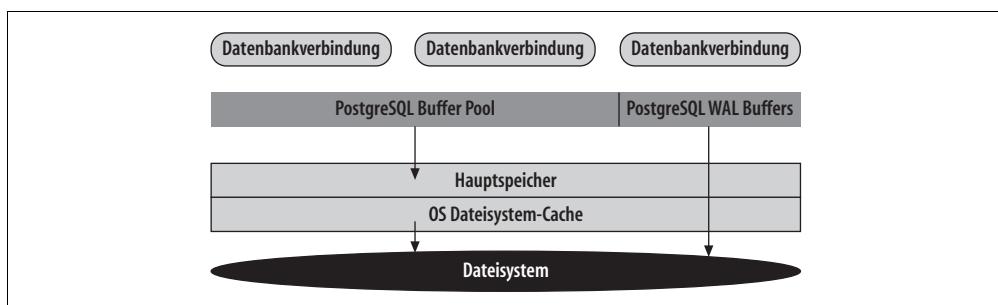 Datenbankverbindung Datenbankverbindung Datenbankverbindung
PostgreSQL Buffer Pool PostgreSQL WAL Buffers
Hauptspeicher
OS Dateisystem-Cache
Dateisystem